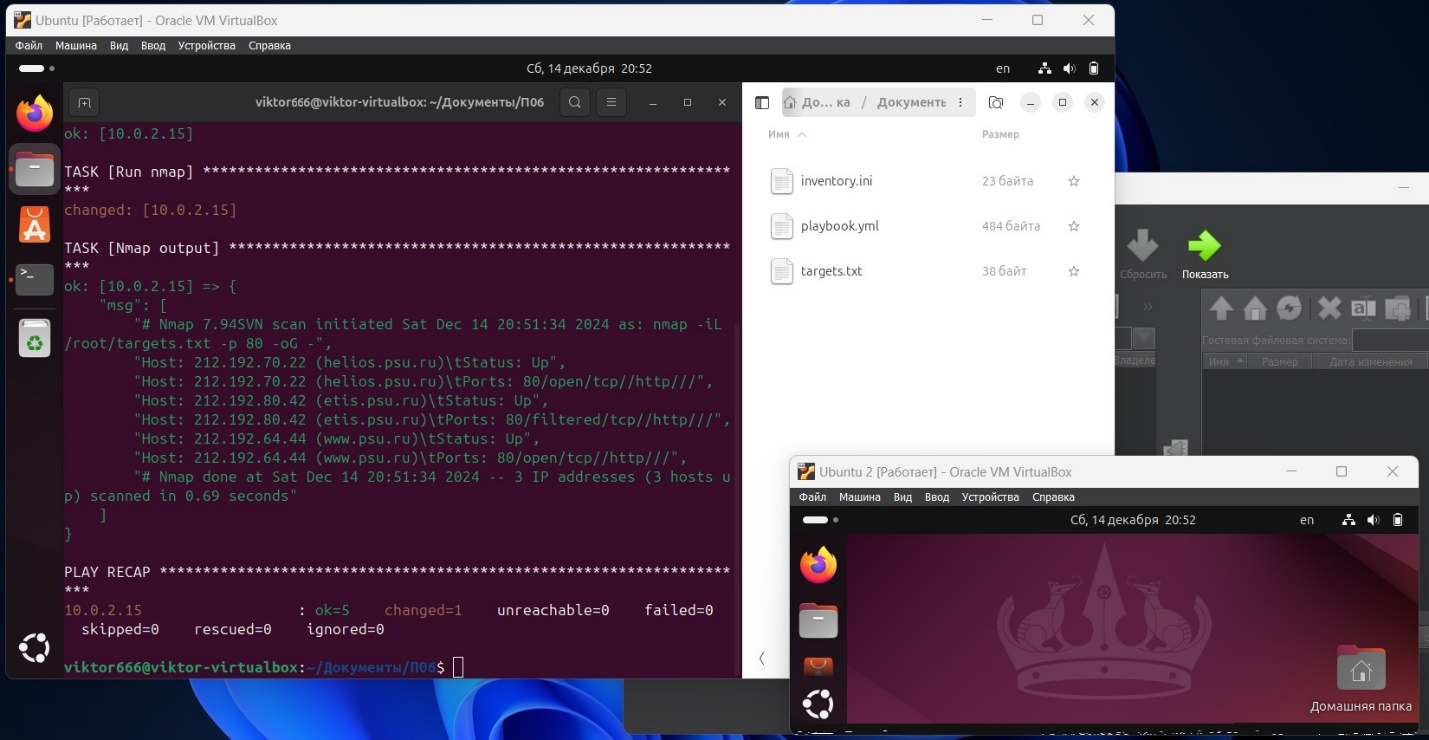 Ubuntu [Работает] - Oracle VM VirtualBox
Файл Машина Вид Ввод Устройства Справка
Сб, 14 декабря 20:52 en
viktor666@viktor-virtualbox: ~/Документы/П06
ok: [10.0.2.15]
TASK [Run nmap] *************************************************************
***
changed: [10.0.2.15]
TASK [Nmap output] **********************************************************
***
ok: [10.0.2.15] => {
"msg": [
"# Nmap 7.94SVN scan initiated Sat Dec 14 20:51:34 2024 as: nmap -iL
/root/targets.txt -p 80 -oG -",
"Host: 212.192.70.22 (helios.psu.ru)\tStatus: Up",
"Host: 212.192.70.22 (helios.psu.ru)\tPorts: 80/open/tcp//http///",
"Host: 212.192.80.42 (etis.psu.ru)\tStatus: Up",
"Host: 212.192.80.42 (etis.psu.ru)\tPorts: 80/filtered/tcp//http///",
"Host: 212.192.64.44 (www.psu.ru)\tStatus: Up",
"Host: 212.192.64.44 (www.psu.ru)\tPorts: 80/open/tcp//http///",
"# Nmap done at Sat Dec 14 20:51:34 2024 -- 3 IP addresses (3 hosts u
p) scanned in 0.69 seconds"
]
}
PLAY RECAP ******************************************************************
***
10.0.2.15 : ok=5 changed=1 unreachable=0 failed=0
skipped=0 rescued=0 ignored=0
viktor666@viktor-virtualbox:~/Документы/П06$
До… ка / Документь
Имя Размер
inventory.ini 23 байта
playbook.yml 484 байта
targets.txt 38 байт
Сбросить Показать
Гостевая файловая система:
Владеле
Имя Размер Дата изменения
Ubuntu 2 [Работает] - Oracle VM VirtualBox
Файл Машина Вид Ввод Устройства Справка
Сб, 14 декабря 20:52 en
Домашняя папка